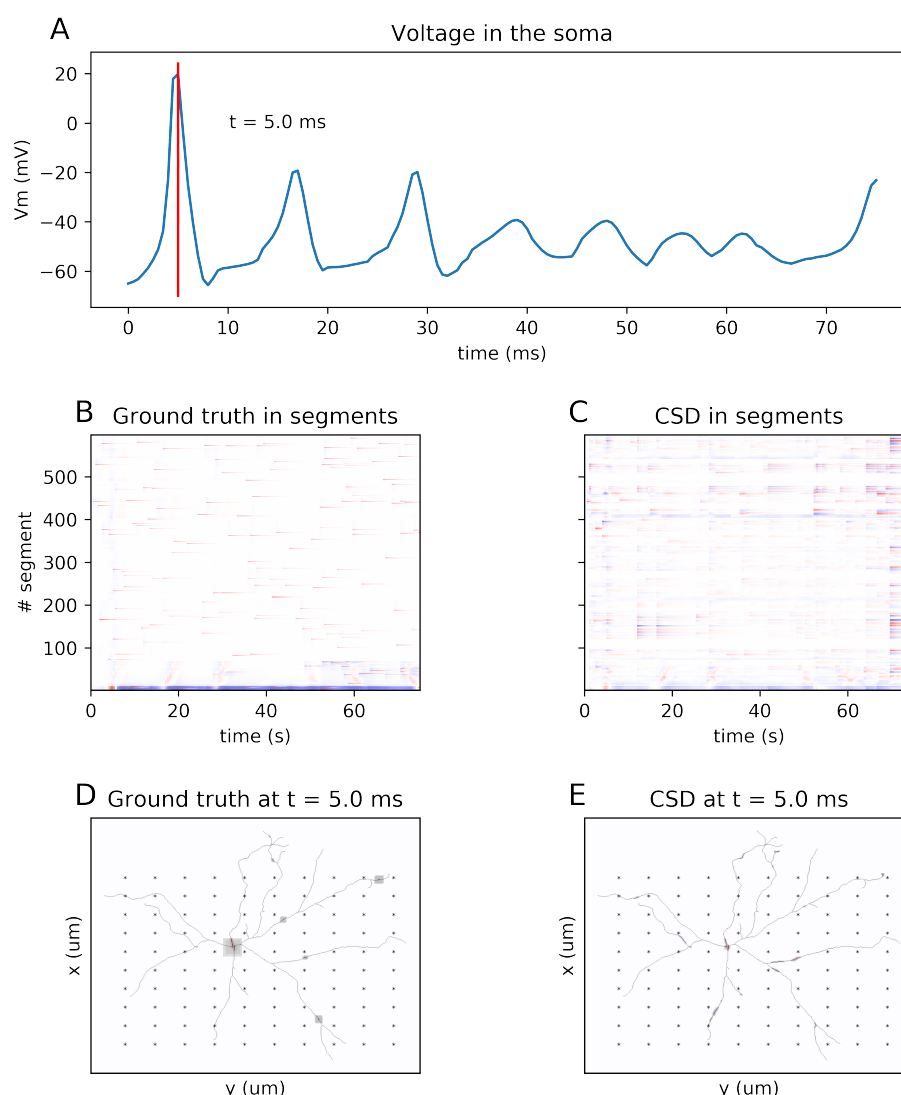 A
Voltage in the soma
20
0
−20
−40
−60
Vm (mV)
t = 5.0 ms
0 10 20 30 40 50 60 70
time (ms)
B
Ground truth in segments
500
400
300
200
100
# segment
0 20 40 60
time (s)
C
CSD in segments
0 20 40 60
time (s)
D
Ground truth at t = 5.0 ms
x (um)
y (um)
E
CSD at t = 5.0 ms
x (um)
y (um)